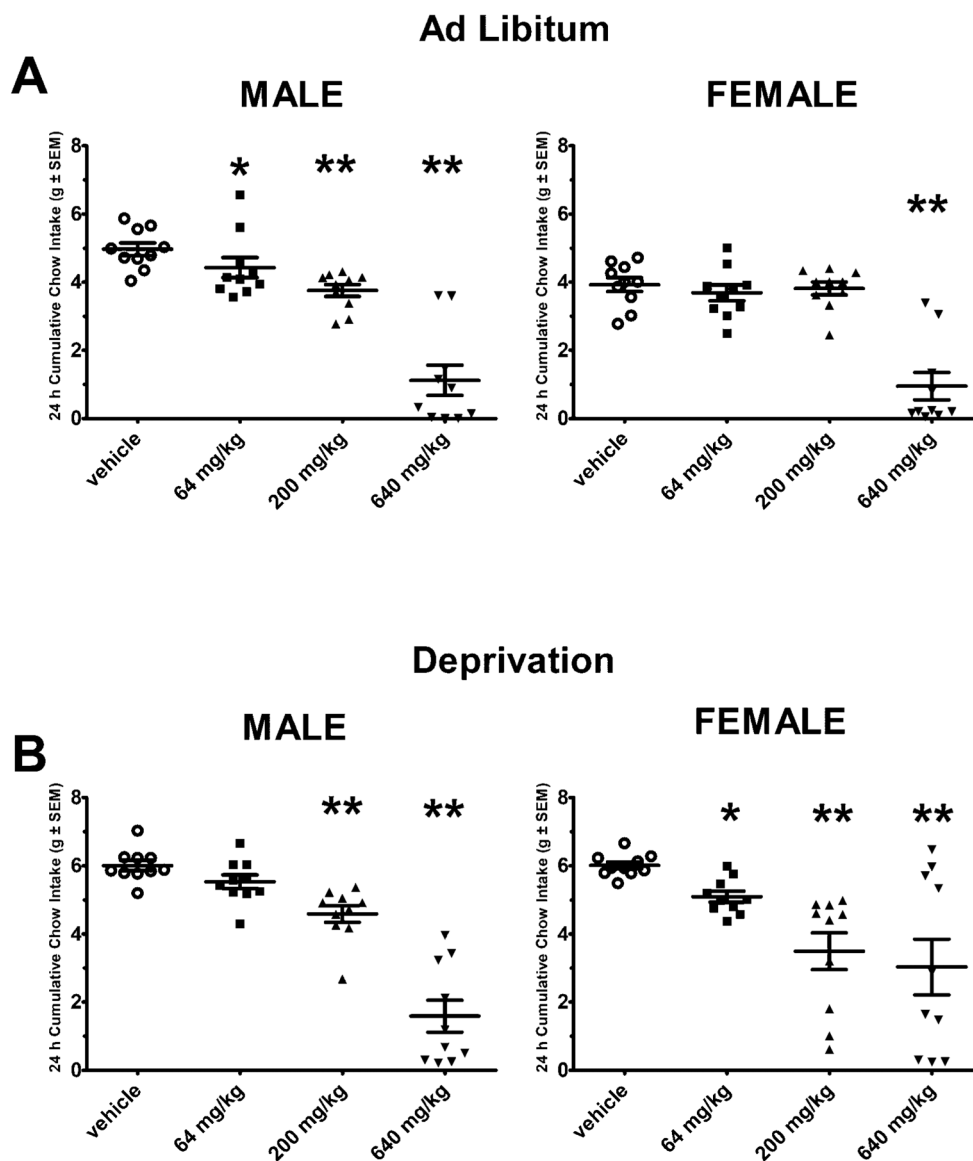 Ad Libitum
A
MALE
FEMALE
24 h Cumulative Chow Intake (g ± SEM)
8
6
4
2
0
*
**
**
vehicle
64 mg/kg
200 mg/kg
640 mg/kg
24 h Cumulative Chow Intake (g ± SEM)
8
6
4
2
0
**
vehicle
64 mg/kg
200 mg/kg
640 mg/kg
Deprivation
B
MALE
FEMALE
24 h Cumulative Chow Intake (g ± SEM)
8
6
4
2
0
**
**
vehicle
64 mg/kg
200 mg/kg
640 mg/kg
24 h Cumulative Chow Intake (g ± SEM)
8
6
4
2
0
*
**
**
vehicle
64 mg/kg
200 mg/kg
640 mg/kg